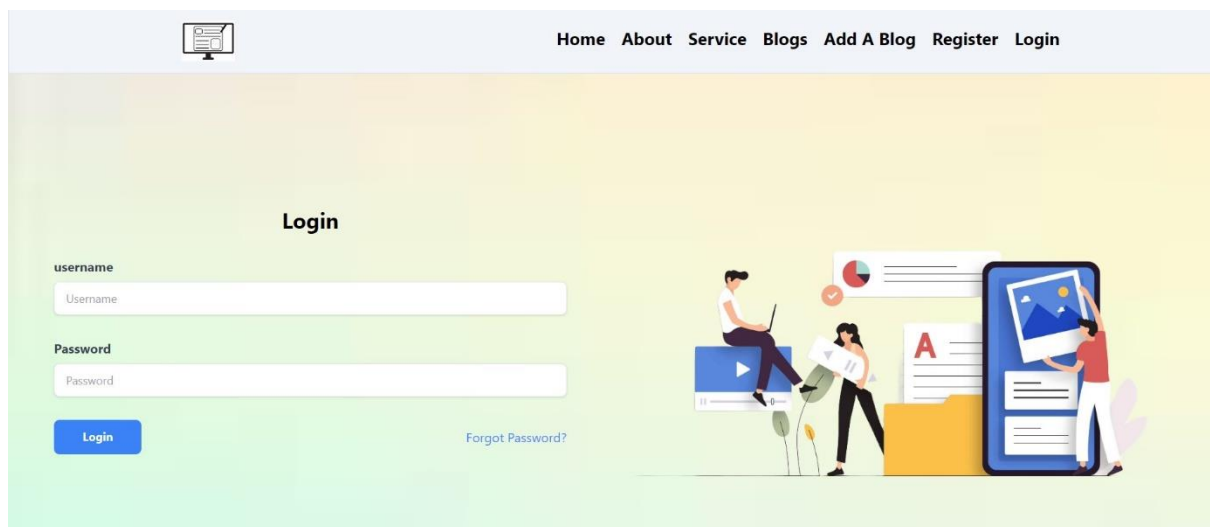 Home About Service Blogs Add A Blog Register Login
Login
username
Username
Password
Password
Login Forgot Password?
A